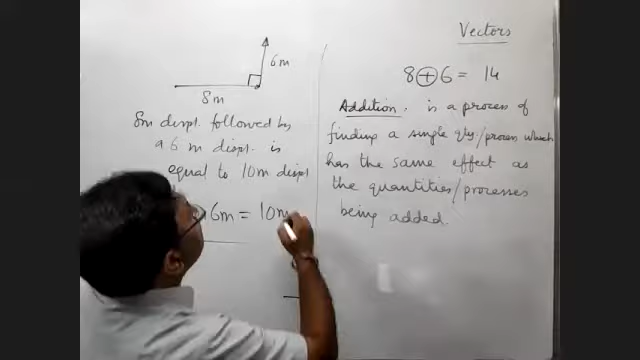 6m
8m
8m displ. followed by
a 6m displ. is
equal to 10m displ
6m = 10m
Vectors
8 + 6 = 14
Addition. is a process of
finding a single qty./process which
has the same effect as
the quantities/processes
being added.